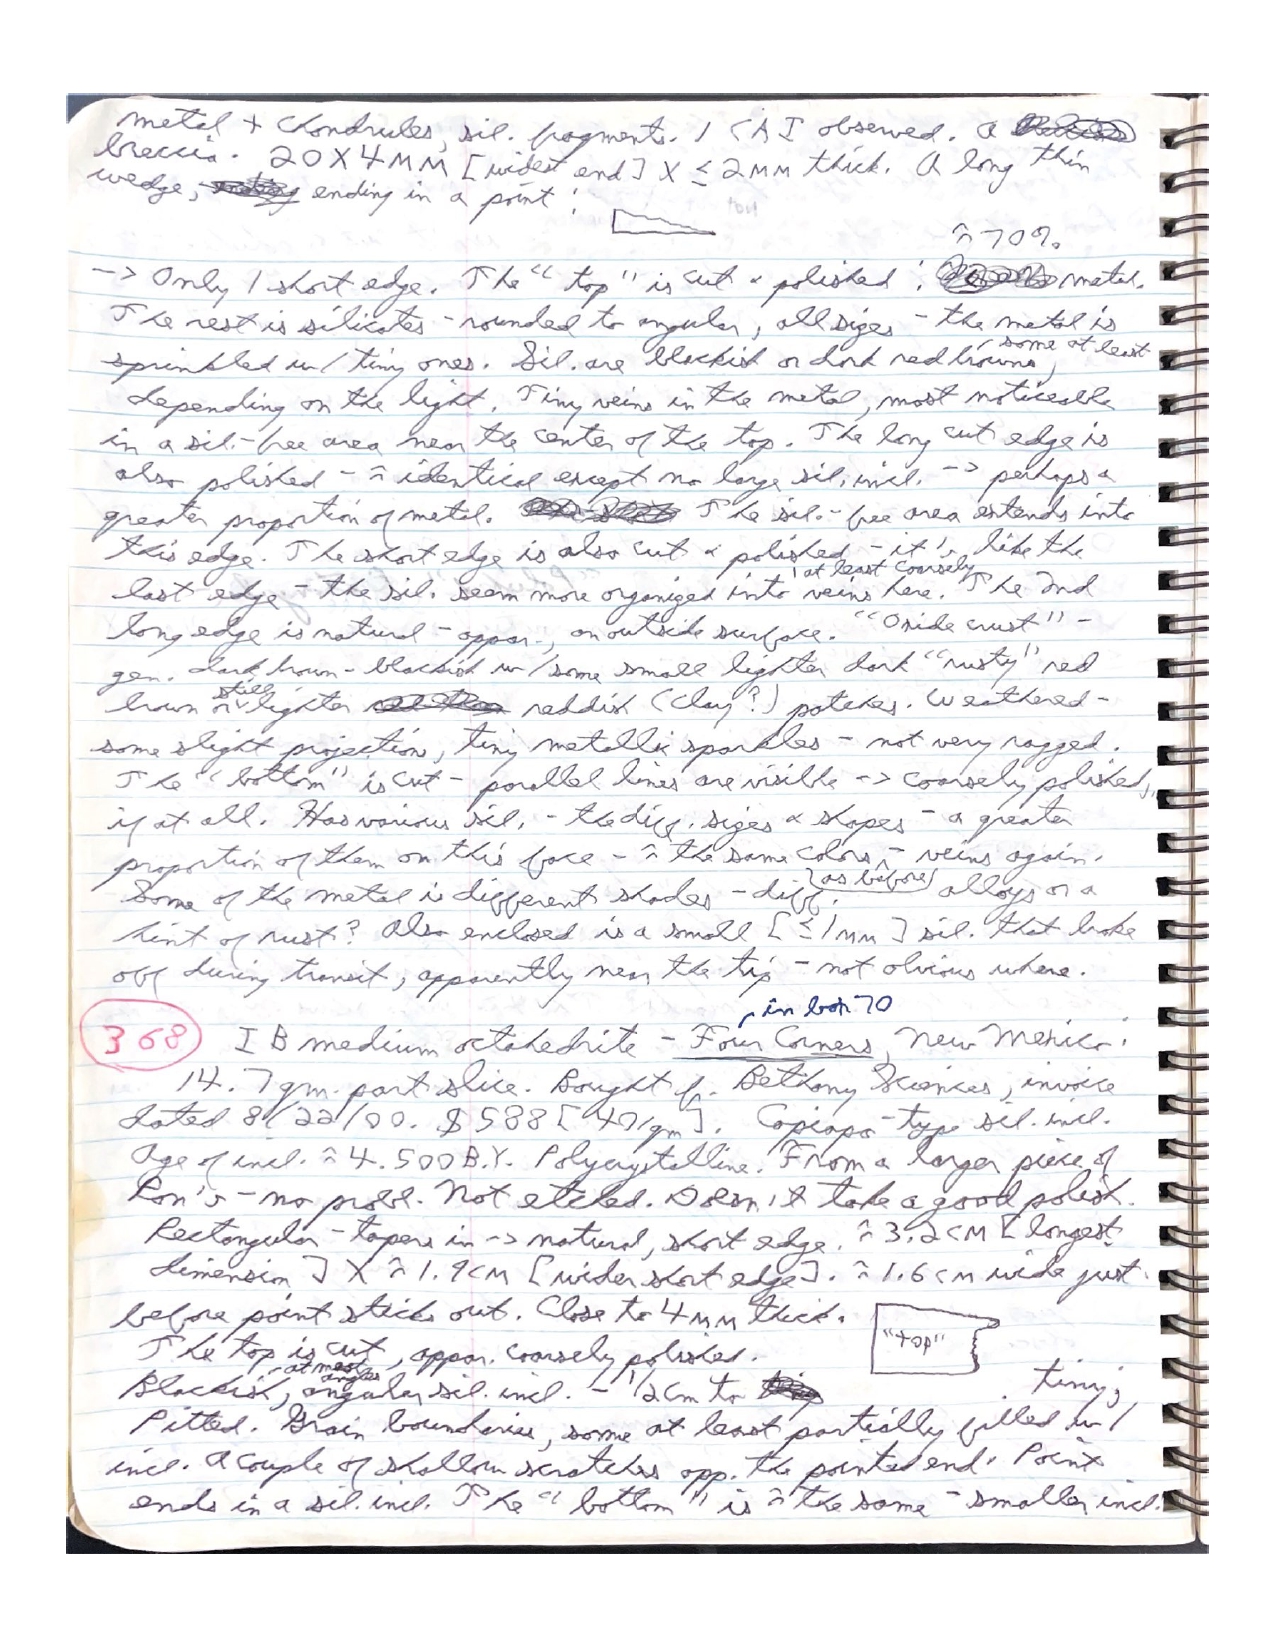 metal + chondrules, sil. fragments. 1 CAI observed. A
breccia. 20X4MM [widest end] X ≤ 2MM thick. A long thin
wedge, ending in a point:
≈70%
-> Only 1 short edge. The "top" is cut & polished: metal.
The rest is silicates - rounded to angular, all sizes - the metal is
sprinkled w/ tiny ones. Sil. are blackish or dark red browns, some at least
depending on the light. Tiny veins in the metal, most noticeable
in a sil.-free area near the center of the top. The long cut edge is
also polished - ≈ identical except no large sil. incl. -> perhaps a
greater proportion of metal. The sil.-free area extends into
this edge. The short edge is also cut & polished - it's like the
last edge - the sil. seem more organized into veins here. at least coarsely The 2nd
long edge is natural - appar., an outside surface. "Oxide crust" -
gen. dark brown - blackish w/ some small lighter dark "rusty" red
brown ≈ still lighter reddish (clay?) patches. Weathered -
some slight projection, tiny metallic sparkles - not very ragged.
The "bottom" is cut - parallel lines are visible -> coarsely polished,
if at all. Has various sil. - the diff. sizes & shapes - a greater
proportion of them on this face - ≈ the same colors - veins again.
(as before)
Some of the metal is different shades - diff. alloys or a
hint of rust? Also enclosed is a small [≤1mm] sil. that broke
off during transit, apparently near the tip - not obvious where.
in box 70
368 IB medium octahedrite - Four Corners, New Mexico:
14.7gm. part slice. Bought f. Bethany Sciences, invoice
dated 8/22/00. $588 [40/gm]. Copiapo-type sil. incl.
Age of incl. ≈ 4.500 B.Y. Polycrystalline. From a larger piece of
Ron's - no prob. Not etched. Doesn't take a good polish.
Rectangular - tapers in -> natural, short edge. ≈ 3.2CM [longest
dimension] X ≈ 1.9CM [wider short edge]. ≈ 1.6CM wide just
before point sticks out. Close to 4MM thick.
"top"
The top is cut, appar. coarsely polished.
at most
Blackish, angular sil. incl. - 1/2cm to tiny,
Pitted. Grain boundaries, some at least partially filled w/
incl. A couple of shallow scratches opp. the pointed end. Point
ends in a sil. incl. The "bottom" is ≈ the same - smaller incl.